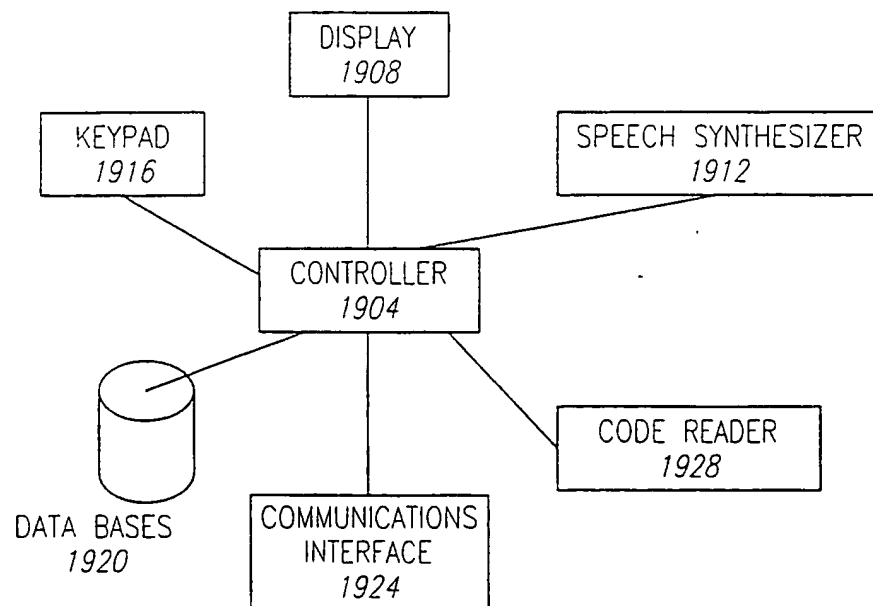 DISPLAY
1908
KEYPAD
1916
SPEECH SYNTHESIZER
1912
CONTROLLER
1904
CODE READER
1928
DATA BASES
1920
COMMUNICATIONS
INTERFACE
1924